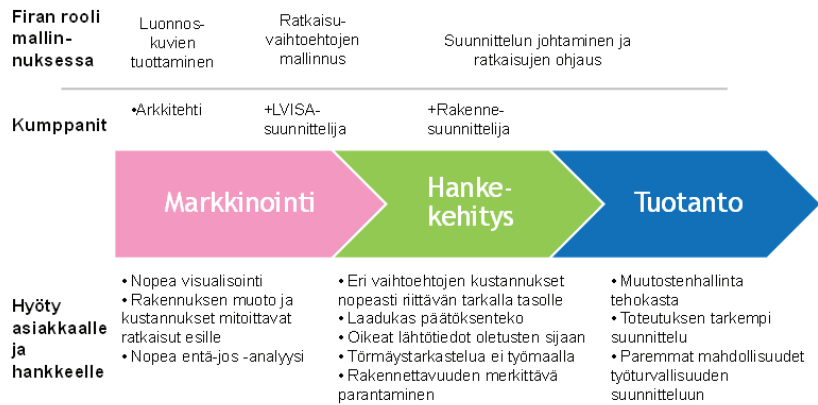 Firan rooli
mallin-
nuksessa
Luonnos-
kuvien
tuottaminen
Ratkaisu-
vaihtoehtojen
mallinnus
Suunnittelun johtaminen ja
ratkaisujen ohjaus
Kumppanit
•Arkkitehti
+LVISA-
suunnittelija
+Rakenne-
suunnittelija
Markkinointi
Hanke-
kehitys
Tuotanto
Hyöty
asiakkaalle
ja
hankkeelle
• Nopea visualisointi
• Rakennuksen muoto ja
kustannukset mitoittavat
ratkaisut esille
• Nopea entä-jos -analyysi
• Eri vaihtoehtojen kustannukset
nopeasti riittävän tarkalla tasolle
• Laadukas päätöksenteko
• Oikeat lähtötiedot oletusten sijaan
• Törmäystarkastelua ei työmaalla
• Rakennettavuuden merkittävä
parantaminen
• Muutostenhallinta
tehokasta
• Toteutuksen tarkempi
suunnittelu
• Paremmat mahdollisuudet
työturvallisuuden
suunnitteluun